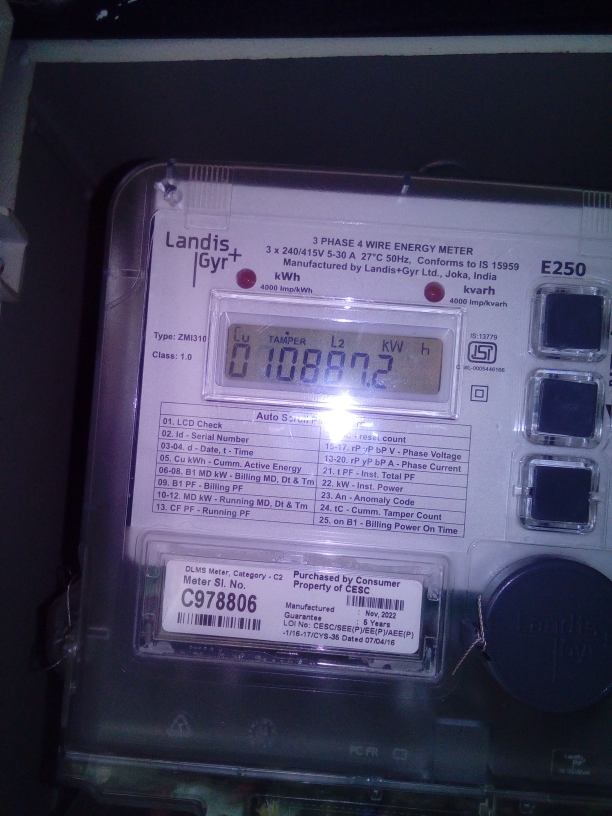 Landis
Gyr+
3 PHASE 4 WIRE ENERGY METER
3 x 240/415V 5-30 A 27°C 50Hz, Conforms to IS 15959
Manufactured by Landis+Gyr Ltd., Joka, India
E250
kWh
4000 Imp/kWh
kvarh
4000 Imp/kvarh
Type: ZMI310
Class: 1.0
Cu TAMPER L2 kW h
010887.2
IS:13779
Auto Scroll
01. LCD Check
02. Id - Serial Number
03-04. d - Date, t - Time
05. Cu kWh - Cumm. Active Energy
06-08. B1 MD kW - Billing MD, Dt & Tm
09. B1 PF - Billing PF
10-12. MD kW - Running MD, Dt & Tm
13. CF PF - Running PF
reset count
rP yP bP V - Phase Voltage
rP yP bP A - Phase Current
21. t PF - Inst. Total PF
22. kW - Inst. Power
23. An - Anomaly Code
24. tC - Cumm. Tamper Count
25. on B1 - Billing Power On Time
DLMS Meter, Category - C2
Meter Sl. No.
C978806
Purchased by Consumer
Property of CESC
Manufactured : Nov, 2022
Guarantee : 5 Years
LOI No: CESC/SEE(P)/EE(P)/AEE(P)
-1/16-17/CYS-35 Dated 07/04/16
PC FR